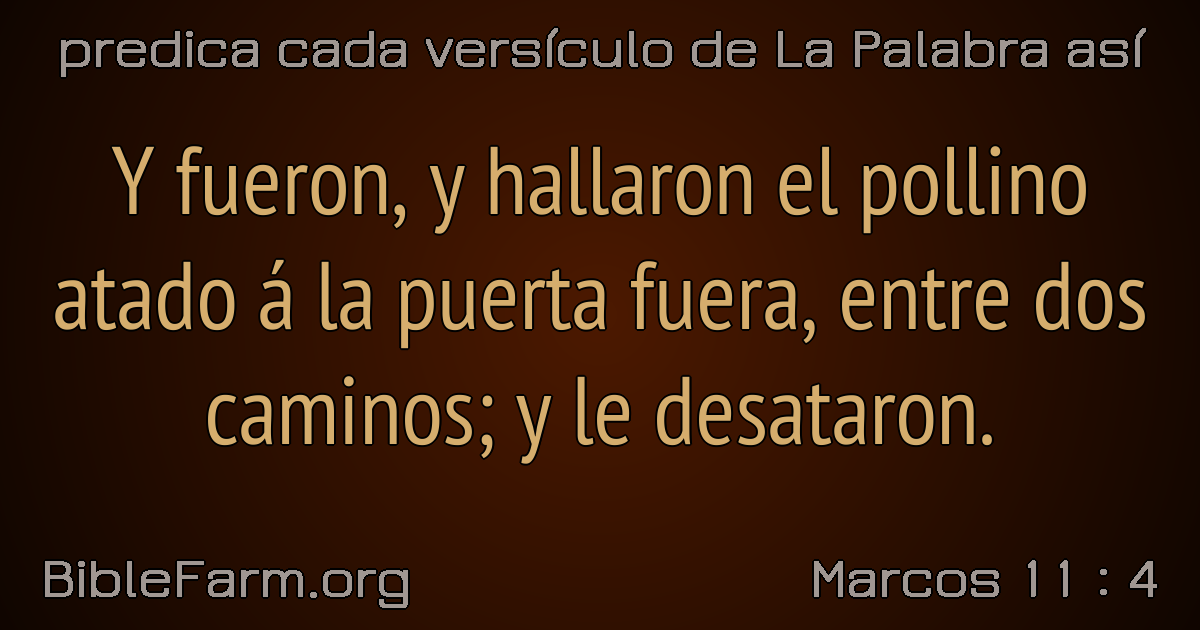 predica cada versículo de La Palabra así
Y fueron, y hallaron el pollino
atado á la puerta fuera, entre dos
caminos; y le desataron.
BibleFarm.org
Marcos 11 : 4